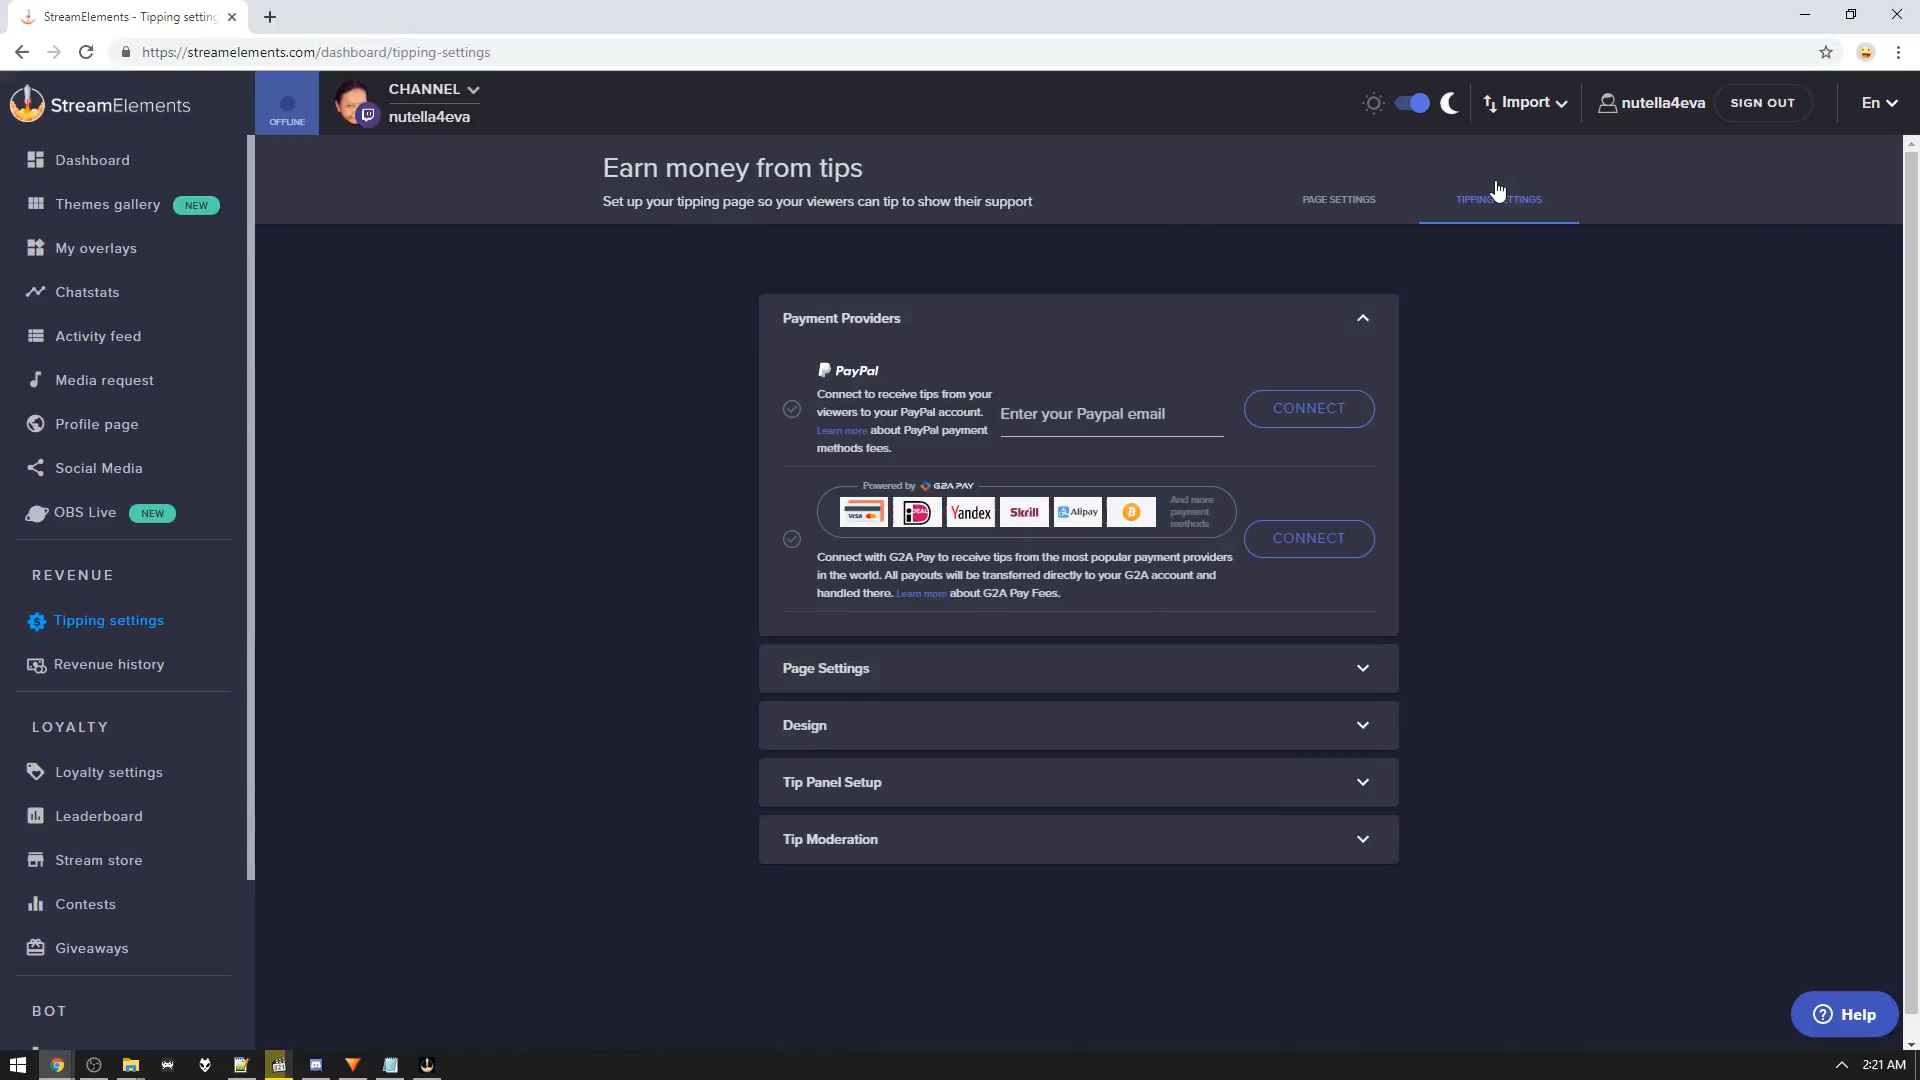 StreamElements - Tipping setting
https://streamelements.com/dashboard/tipping-settings
StreamElements
OFFLINE
CHANNEL
nutella4eva
Import
nutella4eva
SIGN OUT
En
Dashboard
Themes gallery NEW
My overlays
Chatstats
Activity feed
Media request
Profile page
Social Media
OBS Live NEW
REVENUE
Tipping settings
Revenue history
LOYALTY
Loyalty settings
Leaderboard
Stream store
Contests
Giveaways
BOT
Earn money from tips
Set up your tipping page so your viewers can tip to show their support
PAGE SETTINGS
TIPPING SETTINGS
Payment Providers
PayPal
Connect to receive tips from your
viewers to your PayPal account.
Learn more about PayPal payment
methods fees.
Enter your Paypal email
CONNECT
Powered by G2A PAY
VISA
iDEAL
Yandex
Skrill
Alipay
And more
payment
methods
CONNECT
Connect with G2A Pay to receive tips from the most popular payment providers
in the world. All payouts will be transferred directly to your G2A account and
handled there. Learn more about G2A Pay Fees.
Page Settings
Design
Tip Panel Setup
Tip Moderation
Help
2:21 AM